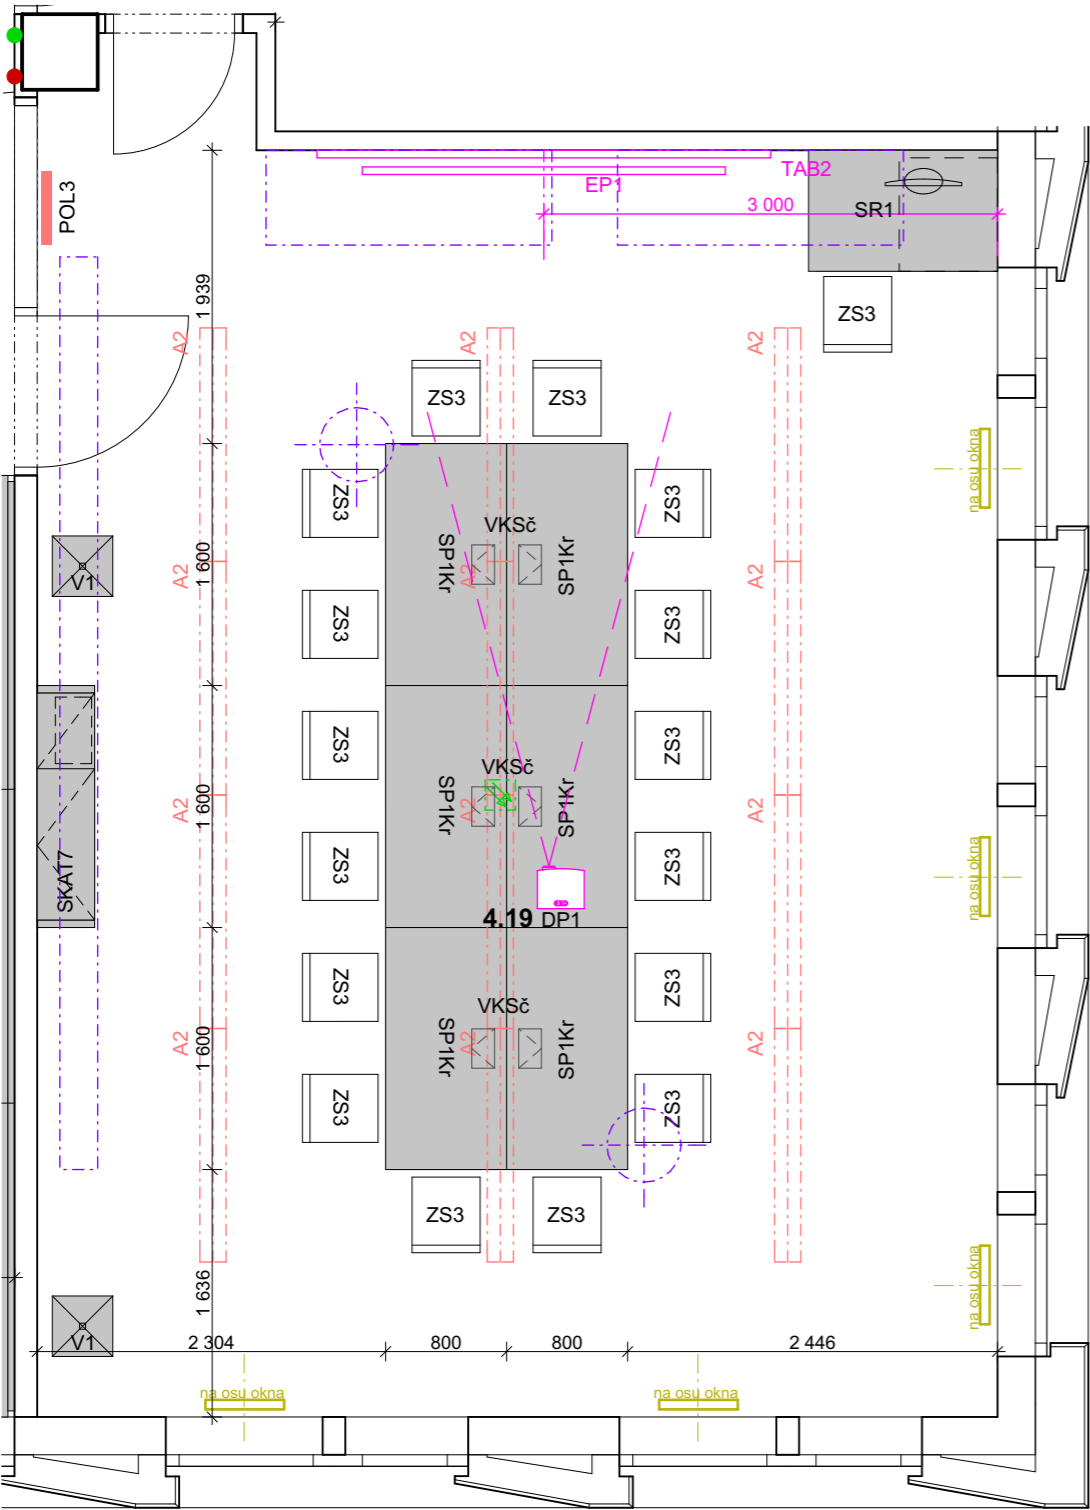 POL3
EP1
TAB2
3 000
SR1
ZS3
1 939
A2
A2
A2
ZS3
ZS3
ZS3
ZS3
na osu okna
VKSč
SP1Kr
SP1Kr
A2
A2
A2
1 600
V1
ZS3
ZS3
ZS3
ZS3
VKSč
SP1Kr
SP1Kr
A2
A2
A2
1 600
SKAT7
ZS3
ZS3
na osu okna
4.19 DP1
ZS3
ZS3
VKSč
SP1Kr
SP1Kr
A2
A2
A2
1 600
ZS3
ZS3
ZS3
ZS3
1 636
na osu okna
V1
2 304
800
800
2 446
na osu okna
na osu okna